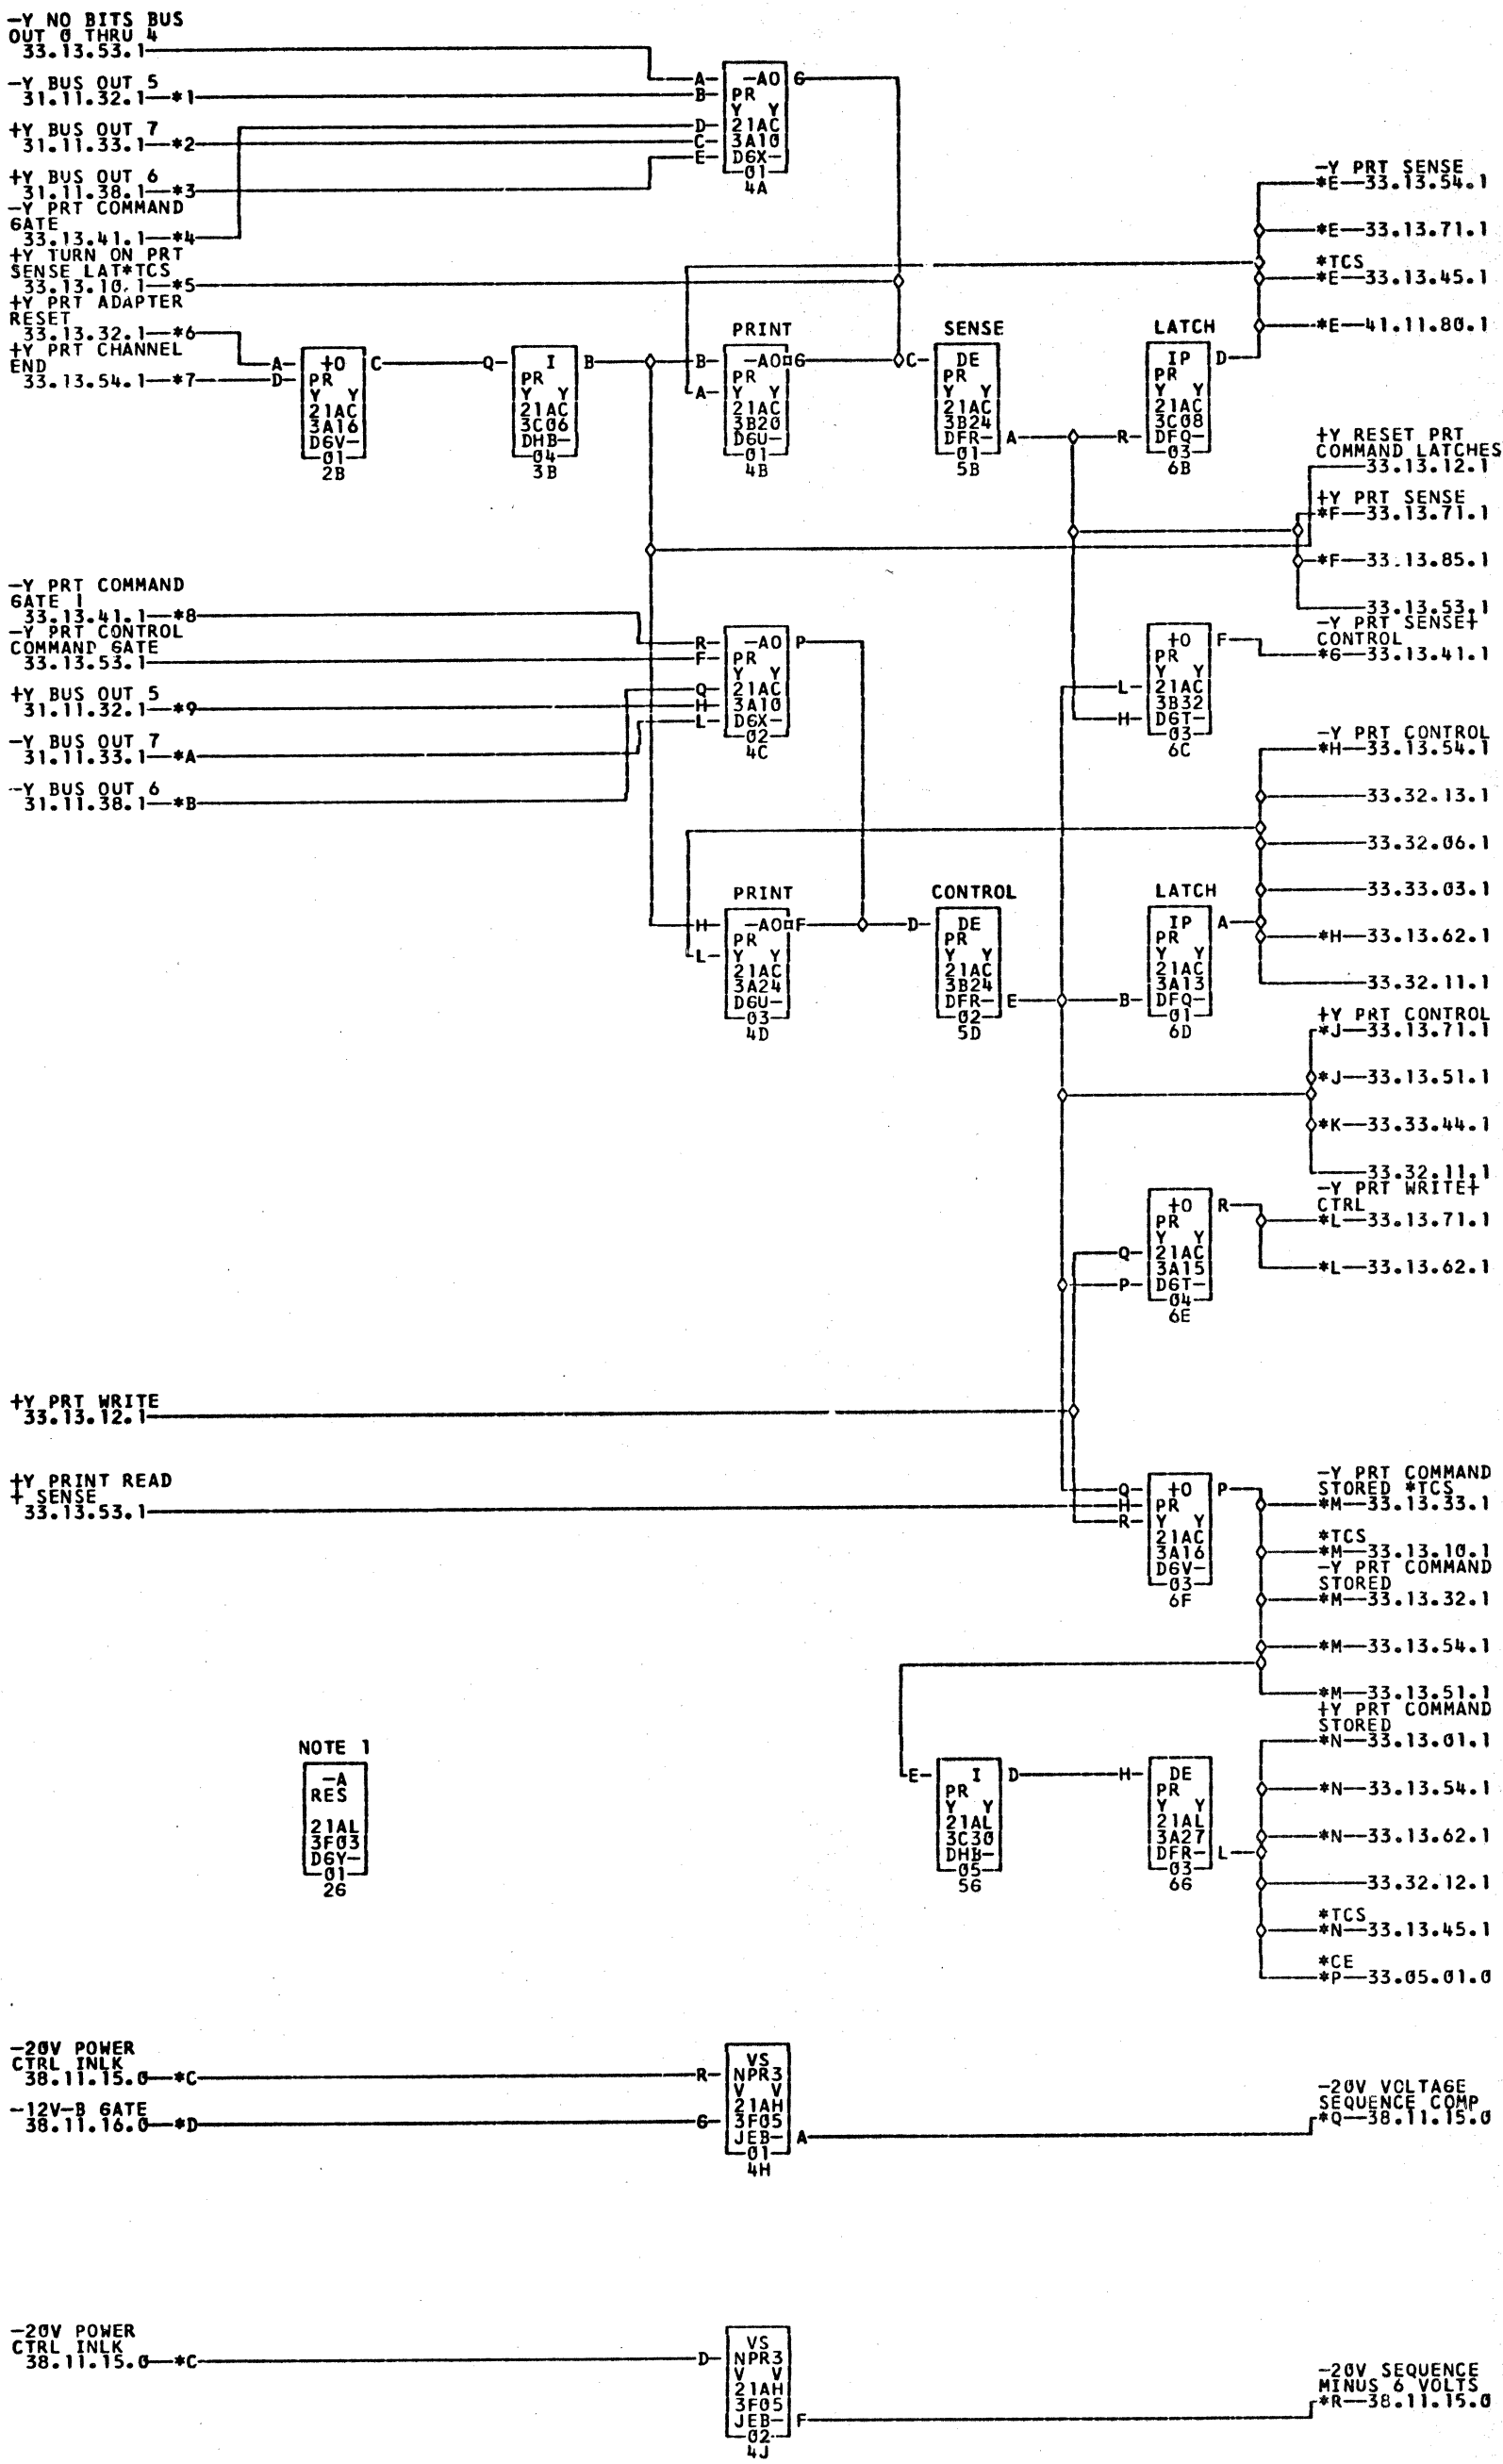 -Y NO BITS BUS
OUT 0 THRU 4
33.13.53.1
-Y BUS OUT 5
31.11.32.1—*1
+Y BUS OUT 7
31.11.33.1—*2
+Y BUS OUT 6
31.11.38.1—*3
-Y PRT COMMAND
GATE
33.13.41.1—*4
+Y TURN ON PRT
SENSE LAT*TCS
33.13.10.1—*5
+Y PRT ADAPTER
RESET
33.13.32.1—*6
+Y PRT CHANNEL
END
33.13.54.1—*7
A -AO G
B PR
Y Y
D 21AC
C 3A10
E D6X-
01
4A
A +O C
D PR
Y Y
21AC
3A16
D6V-
01
2B
Q I B
PR
Y Y
21AC
3C06
DHB-
04
3B
PRINT
B -AO G
PR
A Y Y
21AC
3B20
D6U-
01
4B
SENSE
C DE
PR
Y Y
21AC
3B24
DFR- A
01
5B
LATCH
IP D
PR
Y Y
21AC
3C08
R DFQ-
03
6B
-Y PRT SENSE
*E—33.13.54.1
*E—33.13.71.1
*TCS
*E—33.13.45.1
*E—41.11.80.1
+Y RESET PRT
COMMAND LATCHES
33.13.12.1
+Y PRT SENSE
*F—33.13.71.1
*F—33.13.85.1
33.13.53.1
-Y PRT SENSE+
CONTROL
*G—33.13.41.1
-Y PRT COMMAND
GATE 1
33.13.41.1—*8
-Y PRT CONTROL
COMMAND GATE
33.13.53.1
+Y BUS OUT 5
31.11.32.1—*9
-Y BUS OUT 7
31.11.33.1—*A
-Y BUS OUT 6
31.11.38.1—*B
R -AO P
F PR
Y Y
Q 21AC
H 3A10
L D6X-
02
4C
+O F
PR
Y Y
L 21AC
3B32
H D6T-
03
6C
PRINT
H -AO F
PR
L Y Y
21AC
3A24
D6U-
03
4D
CONTROL
D DE
PR
Y Y
21AC
3B24
DFR- E
02
5D
LATCH
IP A
PR
Y Y
21AC
3A13
B DFQ-
01
6D
-Y PRT CONTROL
*H—33.13.54.1
33.32.13.1
33.32.06.1
33.33.03.1
*H—33.13.62.1
33.32.11.1
+Y PRT CONTROL
*J—33.13.71.1
*J—33.13.51.1
*K—33.33.44.1
33.32.11.1
-Y PRT WRITE+
CTRL
*L—33.13.71.1
*L—33.13.62.1
+O R
PR
Y Y
Q 21AC
3A15
P D6T-
04
6E
+Y PRT WRITE
33.13.12.1
+Y PRINT READ
+ SENSE
33.13.53.1
Q +O P
H PR
R Y Y
21AC
3A16
D6V-
03
6F
-Y PRT COMMAND
STORED *TCS
*M—33.13.33.1
*TCS
*M—33.13.10.1
-Y PRT COMMAND
STORED
*M—33.13.32.1
*M—33.13.54.1
*M—33.13.51.1
+Y PRT COMMAND
STORED
*N—33.13.01.1
*N—33.13.54.1
*N—33.13.62.1
33.32.12.1
*TCS
*N—33.13.45.1
*CE
*P—33.05.01.0
NOTE 1
-A
RES
21AL
3F03
D6Y-
01
2G
E I D
PR
Y Y
21AL
3C30
DHB-
05
5G
H DE
PR
Y Y
21AL
3A27
DFR- L
03
6G
-20V POWER
CTRL INLK
38.11.15.0—*C
-12V-B GATE
38.11.16.0—*D
VS
R NPR3
V V
21AH
G 3F05
JEB- A
01
4H
-20V VOLTAGE
SEQUENCE COMP
*Q—38.11.15.0
-20V POWER
CTRL INLK
38.11.15.0—*C
VS
D NPR3
V V
21AH
3F05
JEB- F
02
4J
-20V SEQUENCE
MINUS 6 VOLTS
*R—38.11.15.0